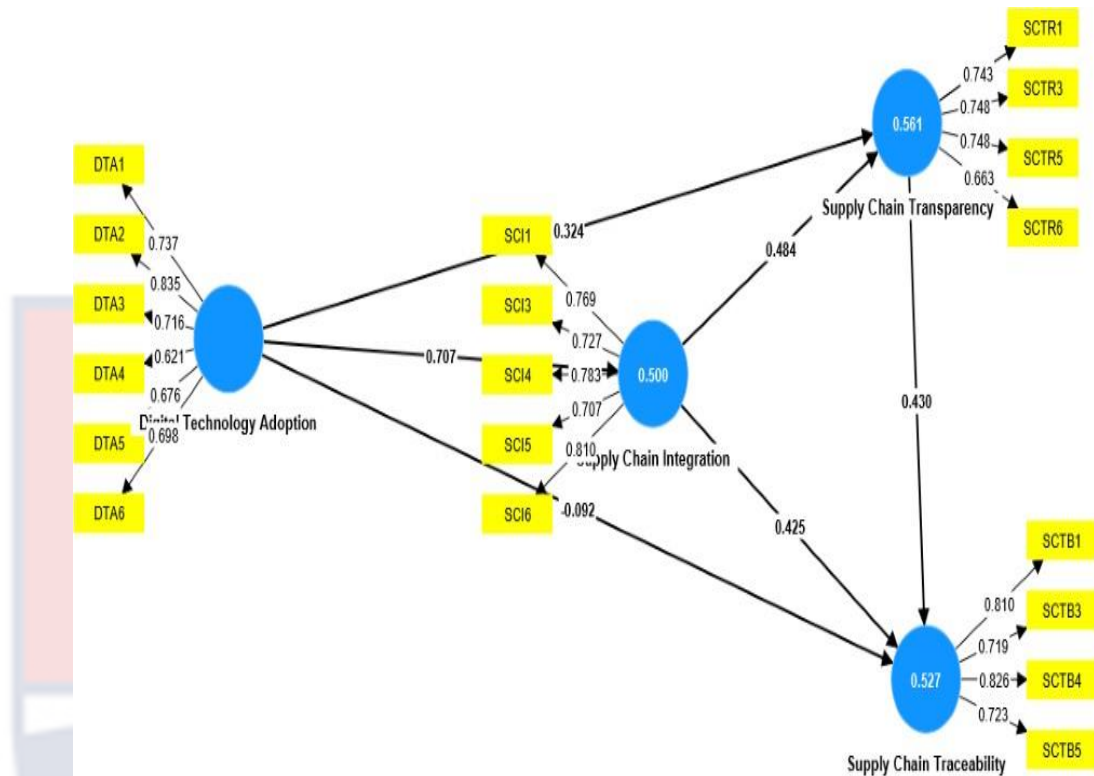 DTA1
DTA2
DTA3
DTA4
DTA5
DTA6
0.737
0.835
0.716
0.621
0.676
0.698
Digital Technology Adoption
0.324
0.707
-0.092
SCI1
SCI3
SCI4
SCI5
SCI6
0.769
0.727
0.783
0.707
0.810
0.500
Supply Chain Integration
0.484
0.425
0.561
Supply Chain Transparency
0.743
0.748
0.748
0.663
SCTR1
SCTR3
SCTR5
SCTR6
0.430
0.527
Supply Chain Traceability
0.810
0.719
0.826
0.723
SCTB1
SCTB3
SCTB4
SCTB5